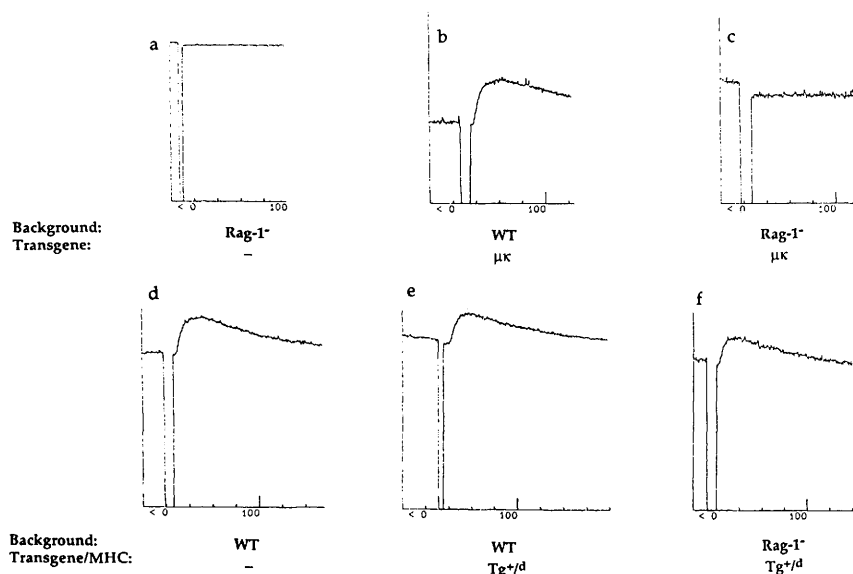 a
b
c
< 0 100
< 0 100
< 0 100
Background: Rag-1⁻ WT Rag-1⁻
Transgene: – μκ μκ
d
e
f
< 0 100
< 0 100
< 0 100
Background: WT WT Rag-1⁻
Transgene/MHC: – Tg⁺/ᵈ Tg⁺/ᵈ